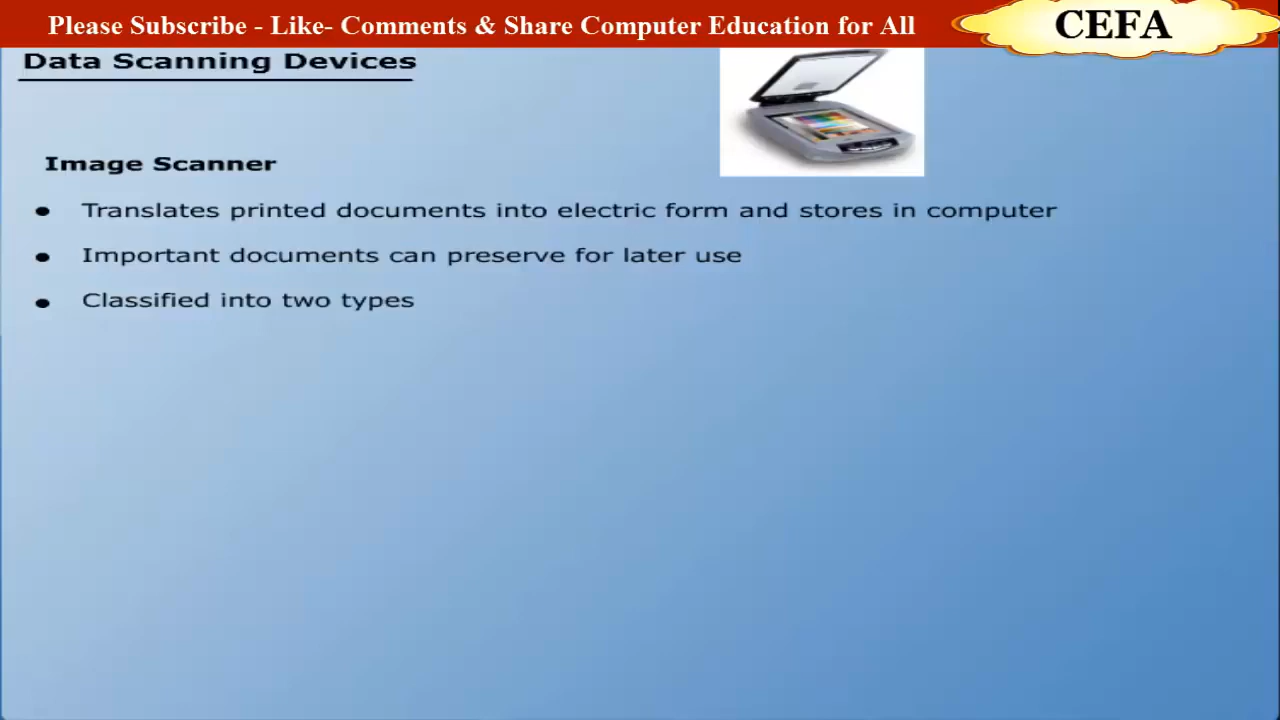 Please Subscribe - Like- Comments & Share Computer Education for All
CEFA
Data Scanning Devices
Image Scanner
• Translates printed documents into electric form and stores in computer
• Important documents can preserve for later use
• Classified into two types